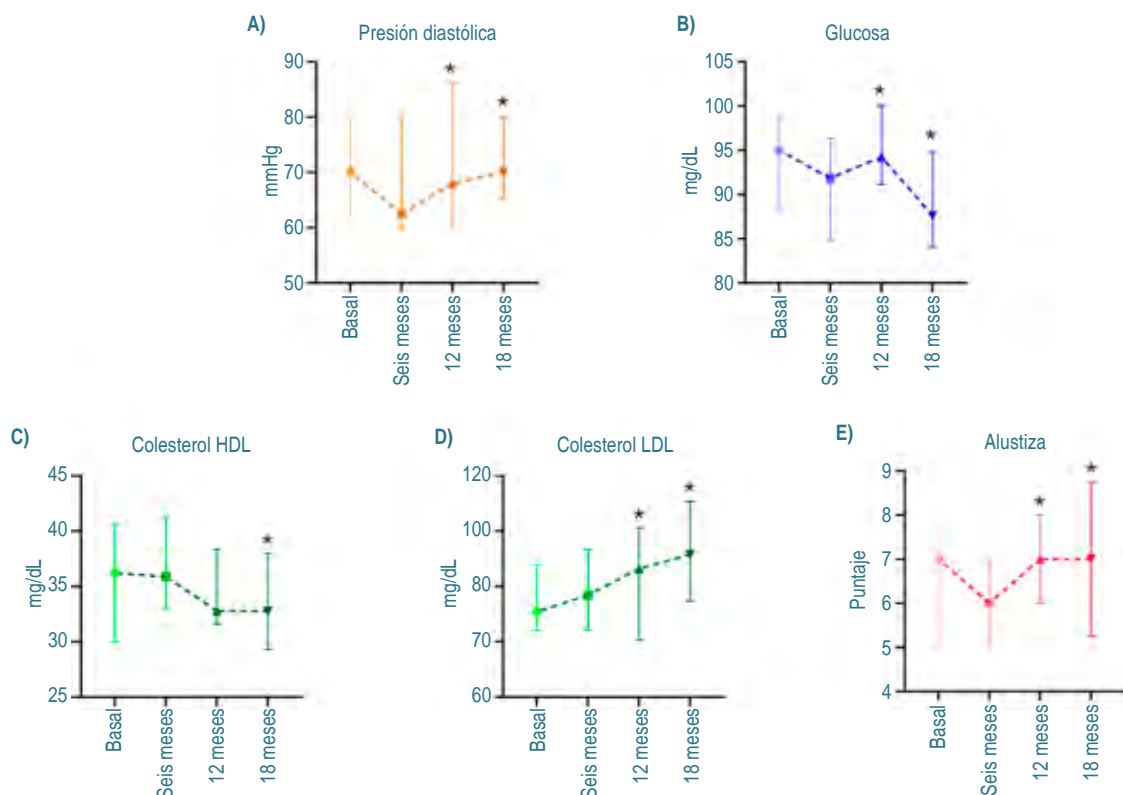 A)
Presión diastólica
90
80
70
60
50
mmHg
Basal
Seis meses
12 meses
18 meses
*
*
B)
Glucosa
105
100
95
90
85
80
mg/dL
Basal
Seis meses
12 meses
18 meses
*
*
C)
Colesterol HDL
45
40
35
30
25
mg/dL
Basal
Seis meses
12 meses
18 meses
*
D)
Colesterol LDL
120
100
80
70
60
mg/dL
Basal
Seis meses
12 meses
18 meses
*
*
E)
Alustiza
9
8
7
6
5
4
Puntaje
Basal
Seis meses
12 meses
18 meses
*
*